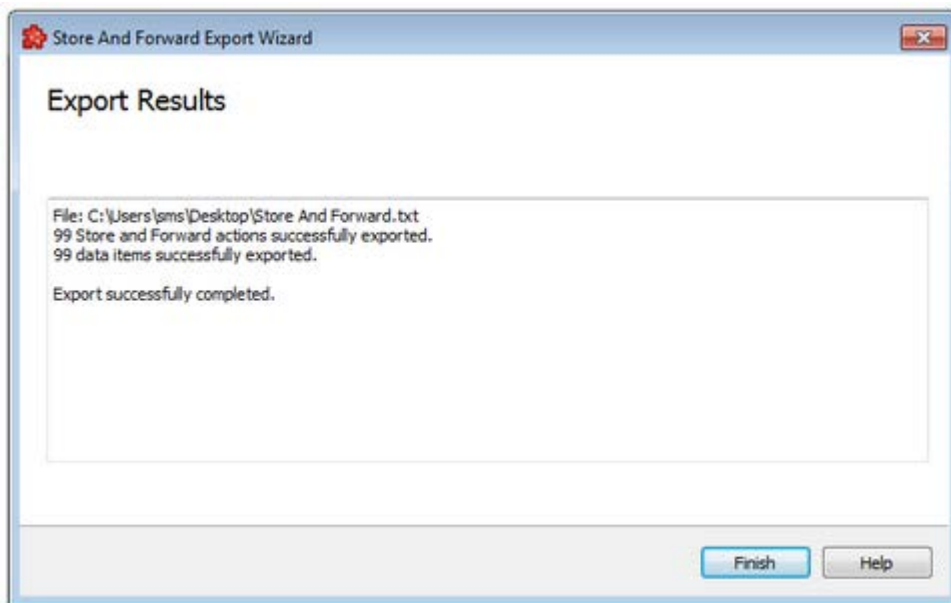 Store And Forward Export Wizard
Export Results
File: C:\Users\sms\Desktop\Store And Forward.txt
99 Store and Forward actions successfully exported.
99 data items successfully exported.
Export successfully completed.
Finish Help